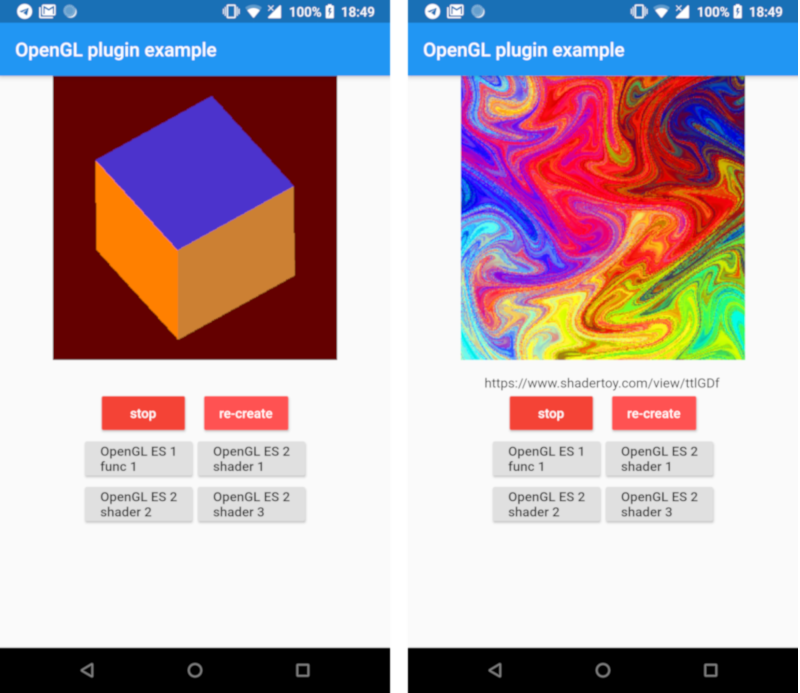 100% 18:49
OpenGL plugin example
stop
re-create
OpenGL ES 1
func 1
OpenGL ES 2
shader 1
OpenGL ES 2
shader 2
OpenGL ES 2
shader 3
100% 18:49
OpenGL plugin example
https://www.shadertoy.com/view/ttlGDf
stop
re-create
OpenGL ES 1
func 1
OpenGL ES 2
shader 1
OpenGL ES 2
shader 2
OpenGL ES 2
shader 3